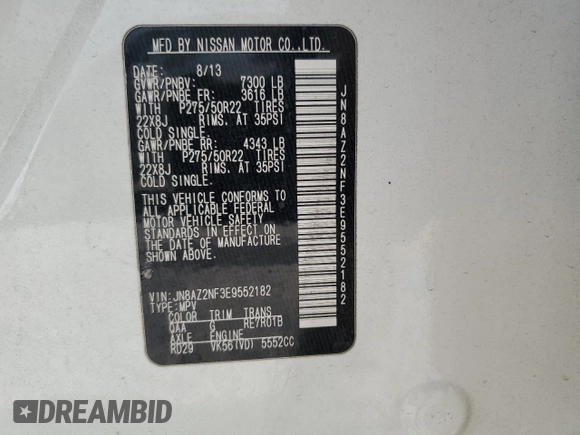 MFD BY NISSAN MOTOR CO.,LTD.
DATE: 8/13
GVWR/PNBV: 7300 LB
GAWR/PNBE FR: 3616 LB
WITH P275/50R22 TIRES
22X8J RIMS, AT 35PSI
COLD SINGLE.
GAWR/PNBE RR: 4343 LB
WITH P275/50R22 TIRES
22X8J RIMS, AT 35PSI
COLD SINGLE.
THIS VEHICLE CONFORMS TO
ALL APPLICABLE FEDERAL
MOTOR VEHICLE SAFETY
STANDARDS IN EFFECT ON
THE DATE OF MANUFACTURE
SHOWN ABOVE.
VIN:JN8AZ2NF3E9552182
TYPE:MPV
COLOR TRIM TRANS
QAA G RE7R01B
AXLE ENGINE
RD29 VK56(VD) 5552CC
JN8AZ2NF3E9552182
DREAMBID